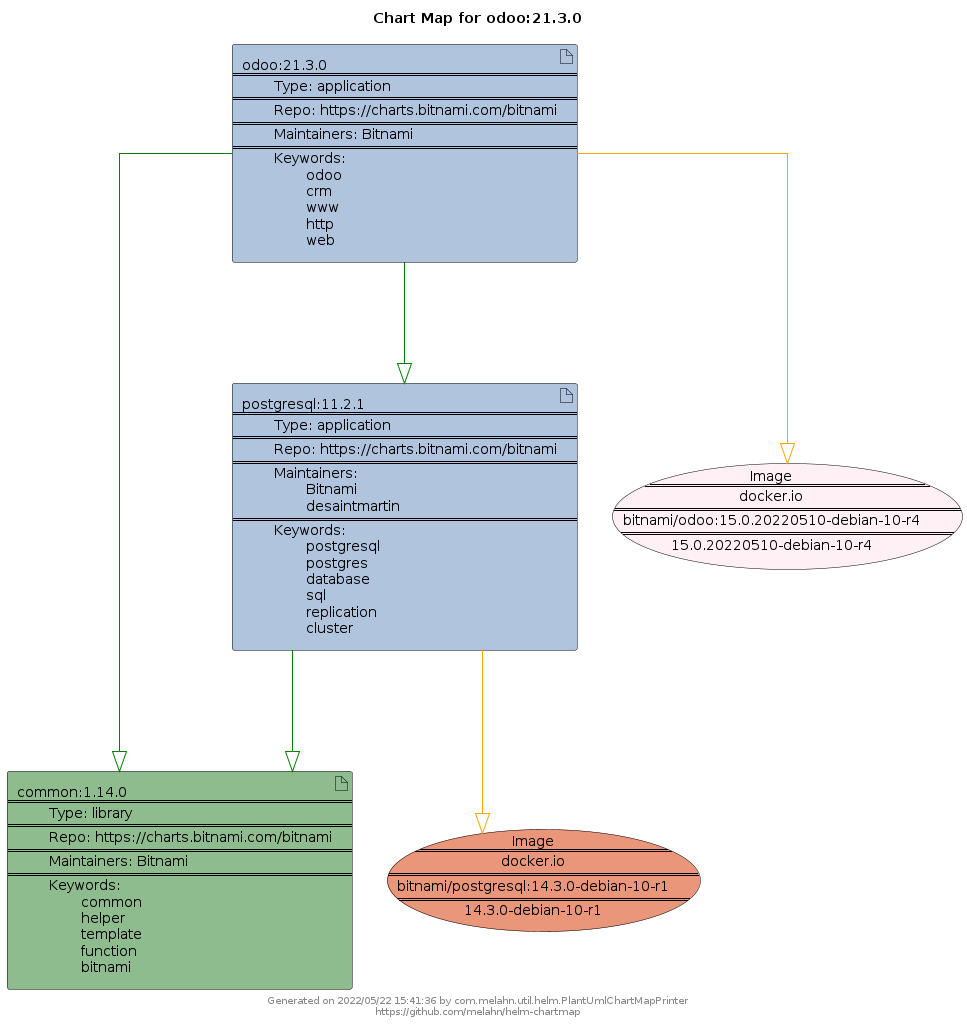 Chart Map for odoo:21.3.0
odoo:21.3.0
Type: application
Repo: https://charts.bitnami.com/bitnami
Maintainers: Bitnami
Keywords:
odoo
crm
www
http
web
postgresql:11.2.1
Type: application
Repo: https://charts.bitnami.com/bitnami
Maintainers:
Bitnami
desaintmartin
Keywords:
postgresql
postgres
database
sql
replication
cluster
Image
docker.io
bitnami/odoo:15.0.20220510-debian-10-r4
15.0.20220510-debian-10-r4
common:1.14.0
Type: library
Repo: https://charts.bitnami.com/bitnami
Maintainers: Bitnami
Keywords:
common
helper
template
function
bitnami
Image
docker.io
bitnami/postgresql:14.3.0-debian-10-r1
14.3.0-debian-10-r1
Generated on 2022/05/22 15:41:36 by com.melahn.util.helm.PlantUmlChartMapPrinter
https://github.com/melahn/helm-chartmap